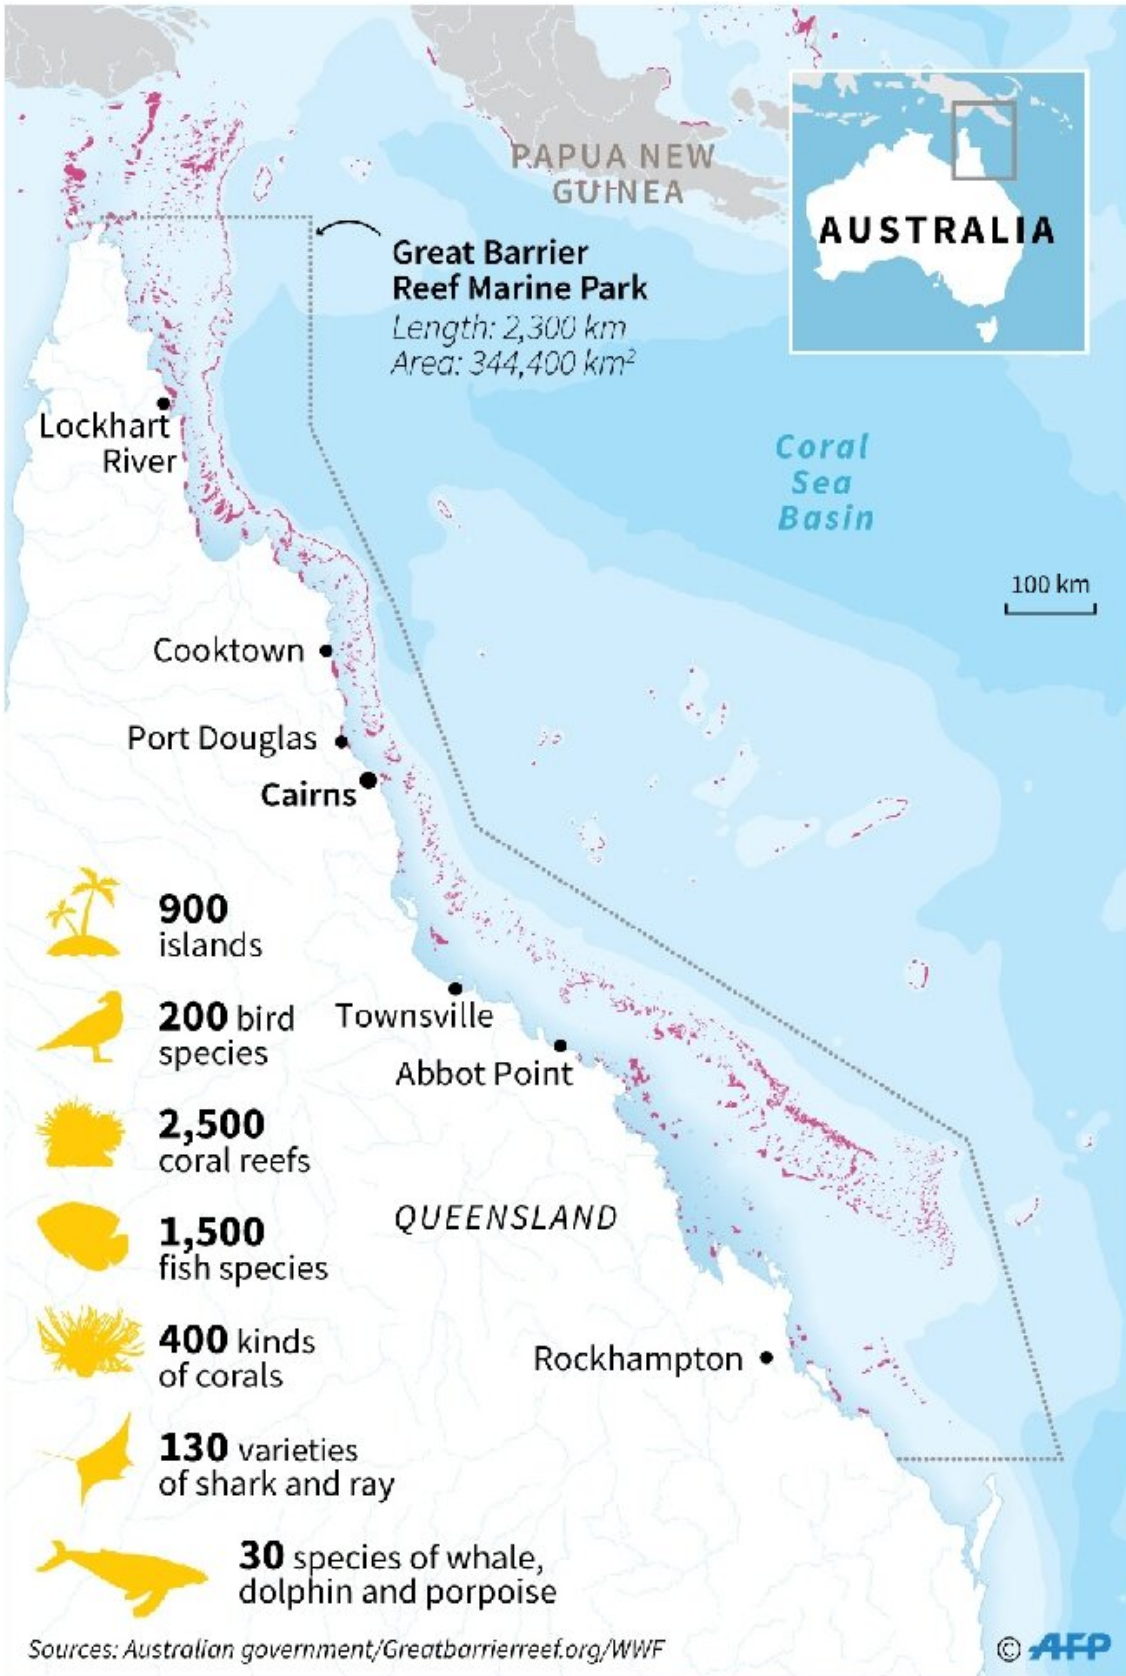 PAPUA NEW
GUINEA
AUSTRALIA
Great Barrier
Reef Marine Park
Length: 2,300 km
Area: 344,400 km²
Lockhart
River
Coral
Sea
Basin
100 km
Cooktown
Port Douglas
Cairns
900
islands
200 bird
species
Townsville
Abbot Point
2,500
coral reefs
QUEENSLAND
1,500
fish species
400 kinds
of corals
Rockhampton
130 varieties
of shark and ray
30 species of whale,
dolphin and porpoise
Sources: Australian government/Greatbarrierreef.org/WWF
© AFP